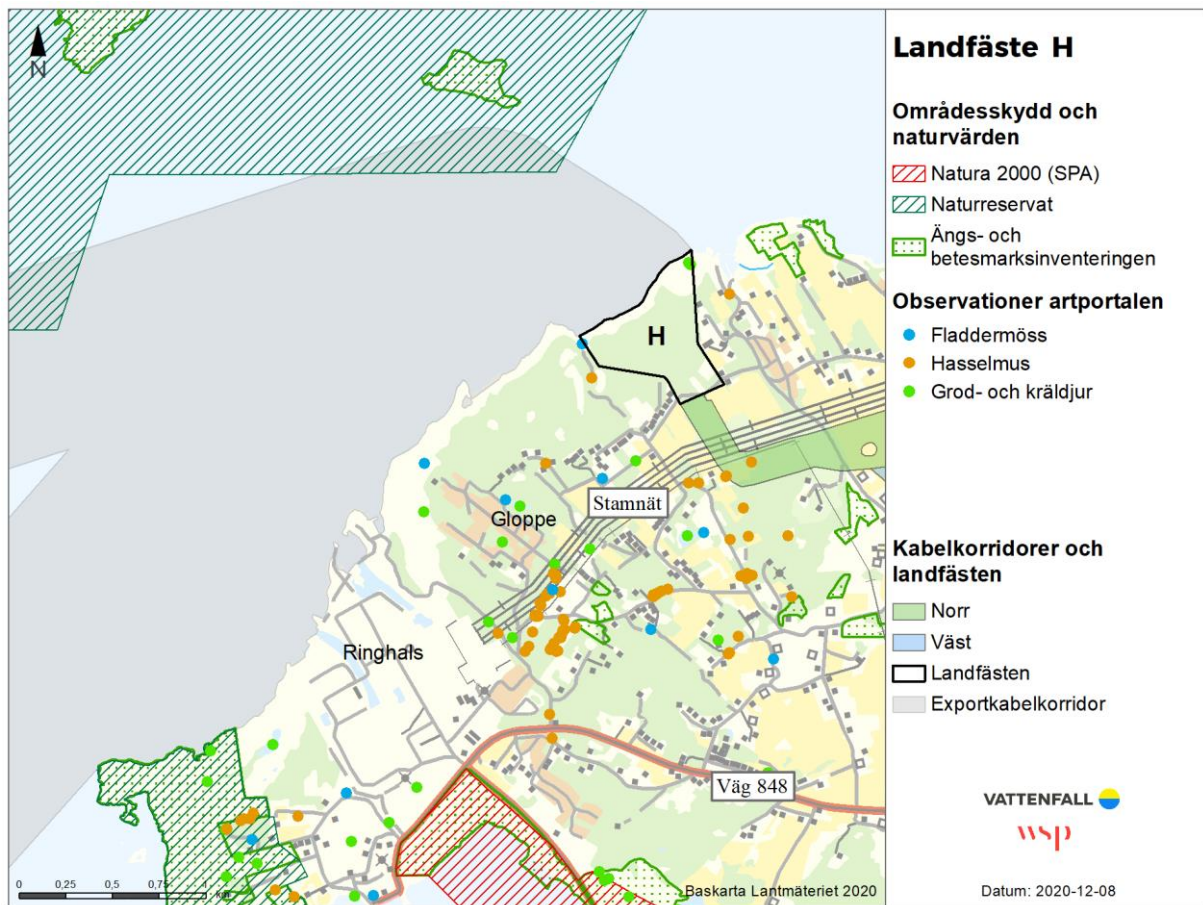 N
H
Stamnät
Gloppe
Ringhals
Väg 848
0 0,25 0,5 0,75 1
km
Baskarta Lantmäteriet 2020
Landfäste H
Områdesskydd och
naturvärden
Natura 2000 (SPA)
Naturreservat
Ängs- och
betesmarksinventeringen
Observationer artportalen
Fladdermöss
Hasselmus
Grod- och kräldjur
Kabelkorridorer och
landfästen
Norr
Väst
Landfästen
Exportkabelkorridor
VATTENFALL
wsp
Datum: 2020-12-08